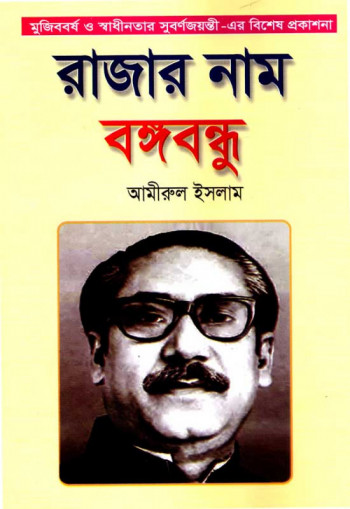 মুজিববর্ষ ও স্বাধীনতার সুবর্ণজয়ন্তী-এর বিশেষ প্রকাশনা
রাজার নাম
বঙ্গবন্ধু
আমীরুল ইসলাম